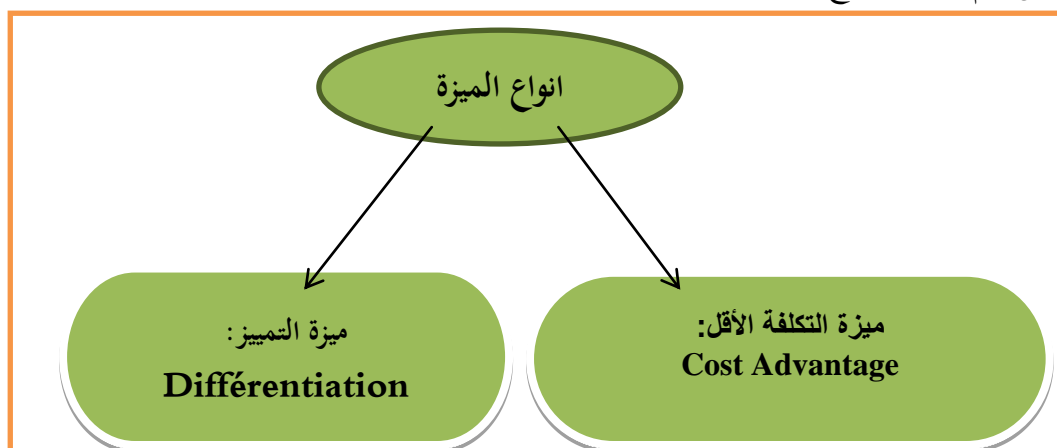 انواع الميزة
ميزة التكلفة الأقل:
Cost Advantage
ميزة التمييز:
Différentiation